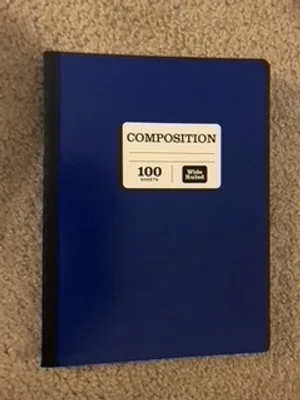 COMPOSITION
100 Wide
SHEETS Ruled